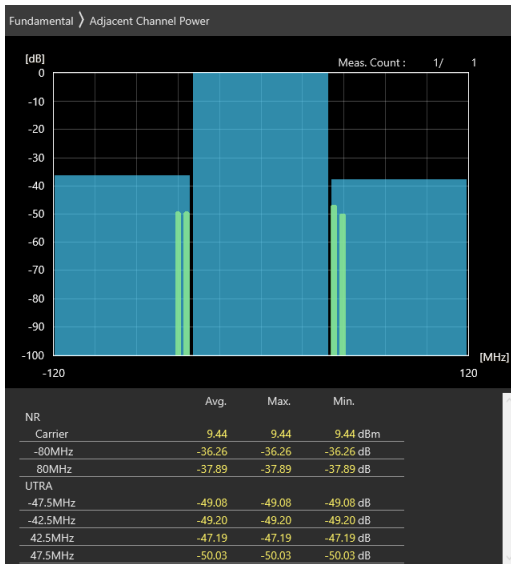 Fundamental 〉 Adjacent Channel Power
[dB]
Meas. Count : 1/ 1
0
-10
-20
-30
-40
-50
-60
-70
-80
-90
-100
[MHz]
-120 120
Avg. Max. Min.
NR
Carrier 9.44 9.44 9.44 dBm
-80MHz -36.26 -36.26 -36.26 dB
80MHz -37.89 -37.89 -37.89 dB
UTRA
-47.5MHz -49.08 -49.08 -49.08 dB
-42.5MHz -49.20 -49.20 -49.20 dB
42.5MHz -47.19 -47.19 -47.19 dB
47.5MHz -50.03 -50.03 -50.03 dB